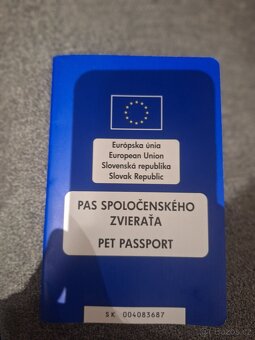 Európska únia
European Union
Slovenská republika
Slovak Republic
PAS SPOLOČENSKÉHO
ZVIERAŤA
PET PASSPORT
SK 004083687